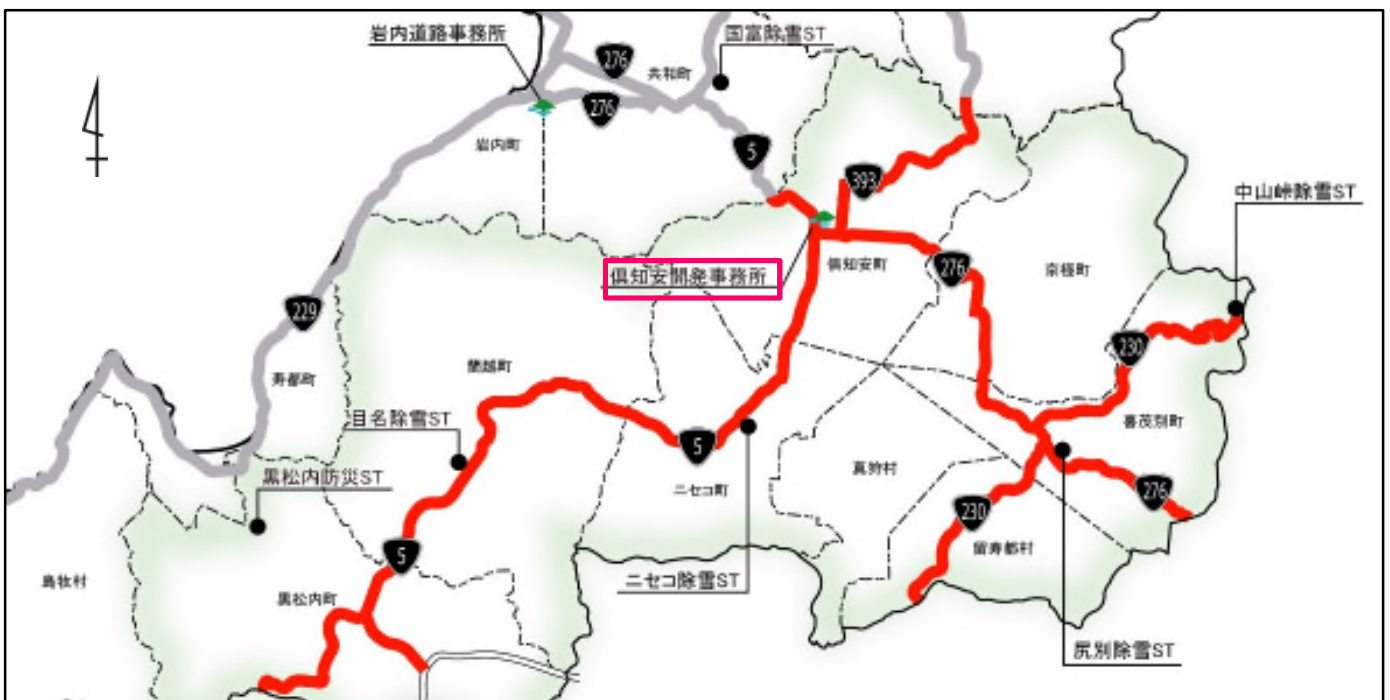 岩内道路事務所
国富除雪ST
276
共和町
276
岩内町
5
393
中山峠除雪ST
倶知安町
276
京極町
倶知安開発事務所
229
230
寿都町
蘭越町
目名除雪ST
喜茂別町
5
真狩村
黒松内防災ST
ニセコ町
276
230
留寿都村
5
島牧村
ニセコ除雪ST
黒松内町
尻別除雪ST